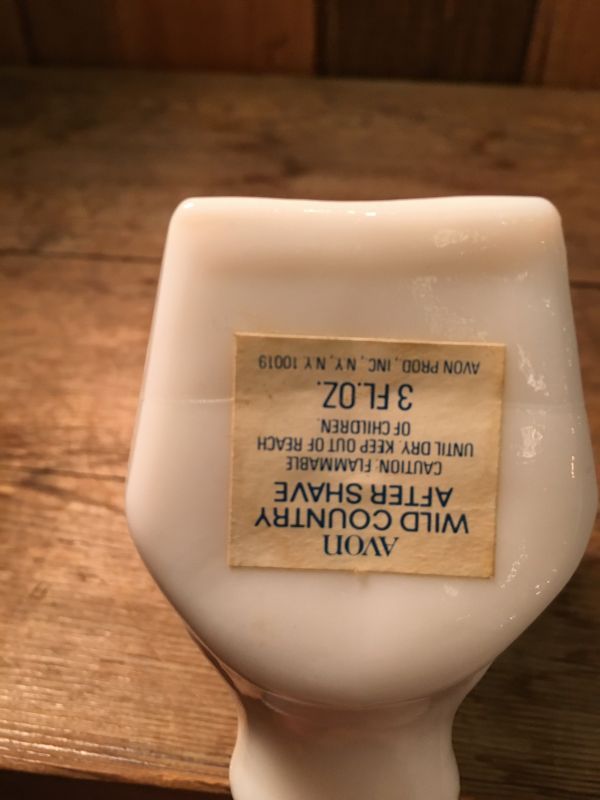 AVON
WILD COUNTRY
AFTER SHAVE
CAUTION: FLAMMABLE
UNTIL DRY. KEEP OUT OF REACH
OF CHILDREN.
3 FL.OZ.
AVON PROD., INC., N.Y., N.Y. 10019